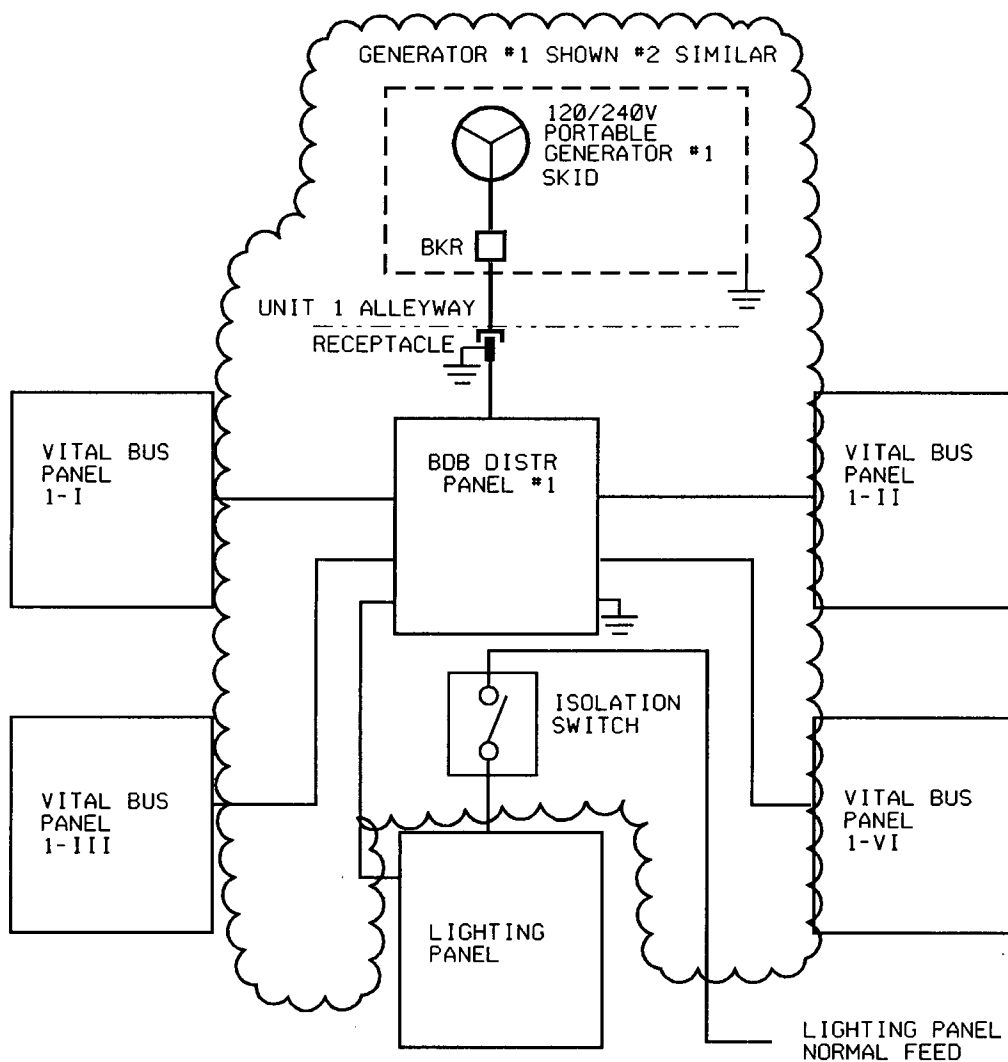 GENERATOR #1 SHOWN #2 SIMILAR
120/240V
PORTABLE
GENERATOR #1
SKID
BKR
UNIT 1 ALLEYWAY
RECEPTACLE
VITAL BUS
PANEL
1-I
BDB DISTR
PANEL #1
VITAL BUS
PANEL
1-II
ISOLATION
SWITCH
VITAL BUS
PANEL
1-III
VITAL BUS
PANEL
1-VI
LIGHTING
PANEL
LIGHTING PANEL
NORMAL FEED